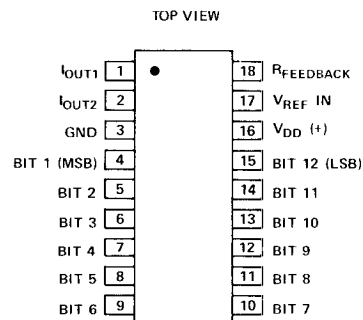 TOP VIEW
IOUT1 1 18 RFEEDBACK
IOUT2 2 17 VREF IN
GND 3 16 VDD (+)
BIT 1 (MSB) 4 15 BIT 12 (LSB)
BIT 2 5 14 BIT 11
BIT 3 6 13 BIT 10
BIT 4 7 12 BIT 9
BIT 5 8 11 BIT 8
BIT 6 9 10 BIT 7